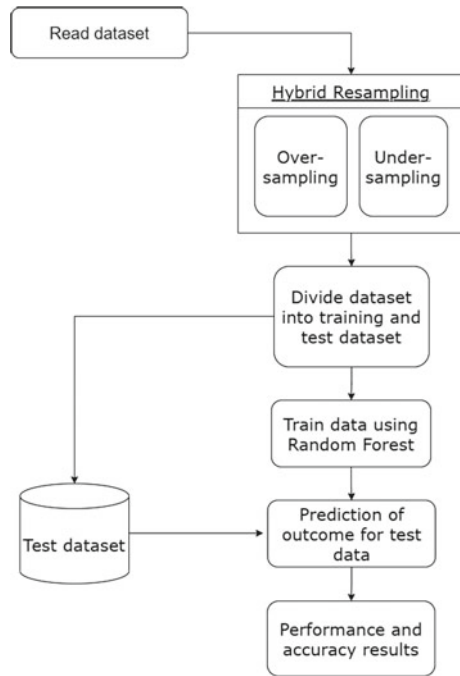 Read dataset
Hybrid Resampling
Over-
sampling
Under-
sampling
Divide dataset
into training and
test dataset
Train data using
Random Forest
Test dataset
Prediction of
outcome for test
data
Performance and
accuracy results